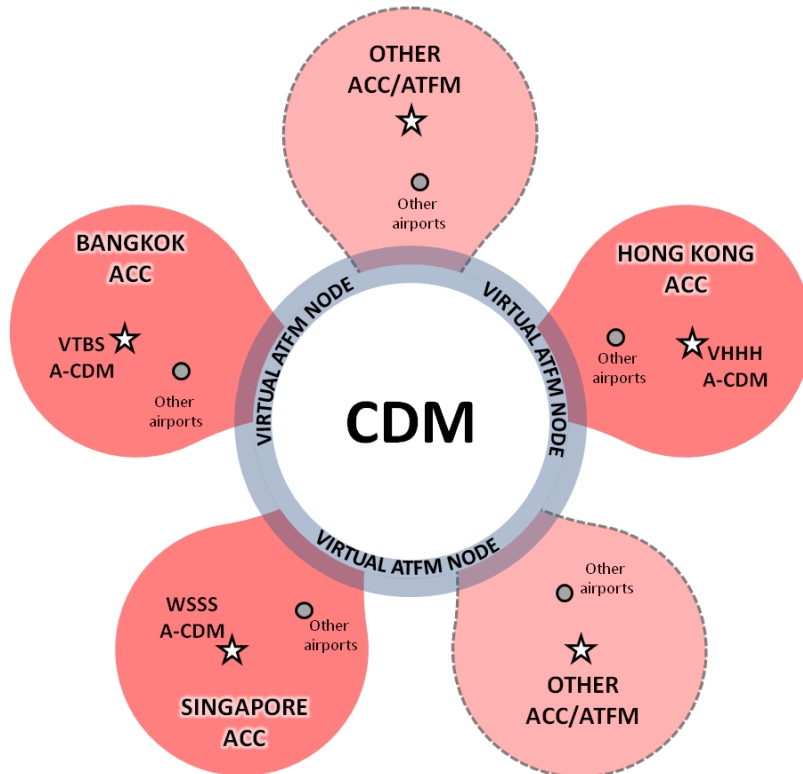 OTHER
ACC/ATFM
Other
airports
BANGKOK
ACC
VTBS
A-CDM
Other
airports
HONG KONG
ACC
Other
airports
VHHH
A-CDM
VIRTUAL ATFM NODE
VIRTUAL ATFM NODE
CDM
VIRTUAL ATFM NODE
WSSS
A-CDM
Other
airports
SINGAPORE
ACC
Other
airports
OTHER
ACC/ATFM